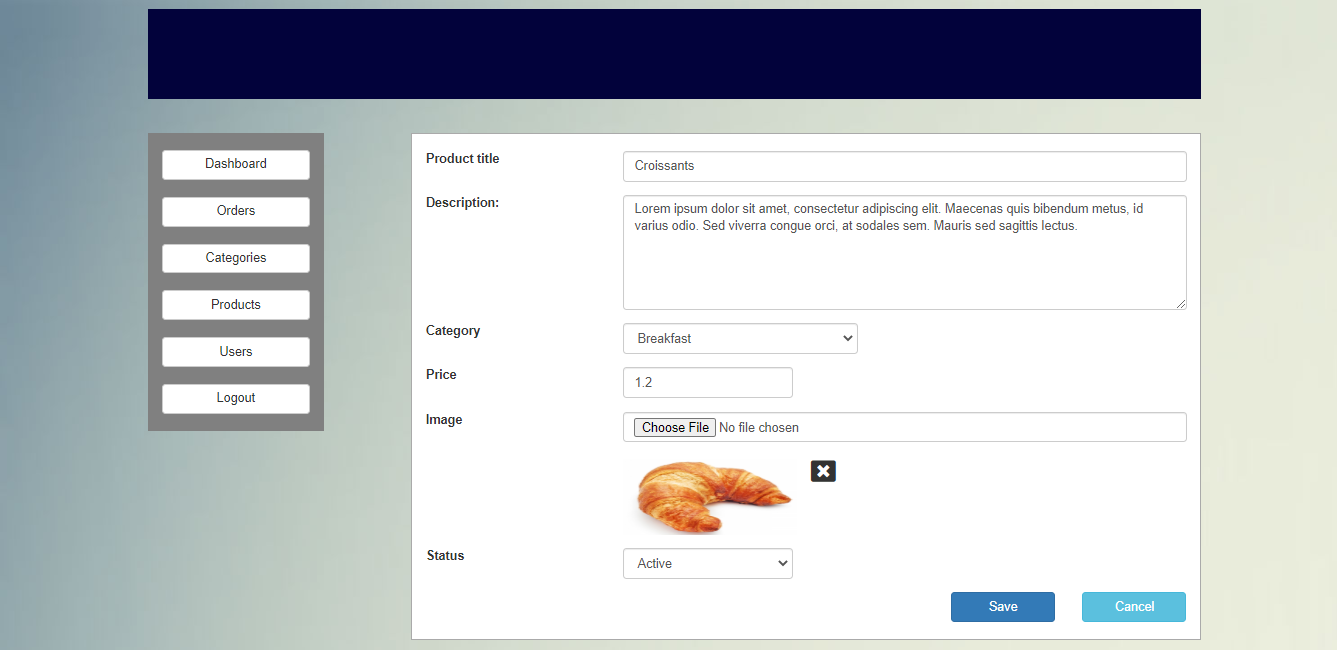 Dashboard
Orders
Categories
Products
Users
Logout
Product title
Croissants
Description:
Lorem ipsum dolor sit amet, consectetur adipiscing elit. Maecenas quis bibendum metus, id
varius odio. Sed viverra congue orci, at sodales sem. Mauris sed sagittis lectus.
Category
Breakfast
Price
1.2
Image
Choose File No file chosen
Status
Active
Save
Cancel